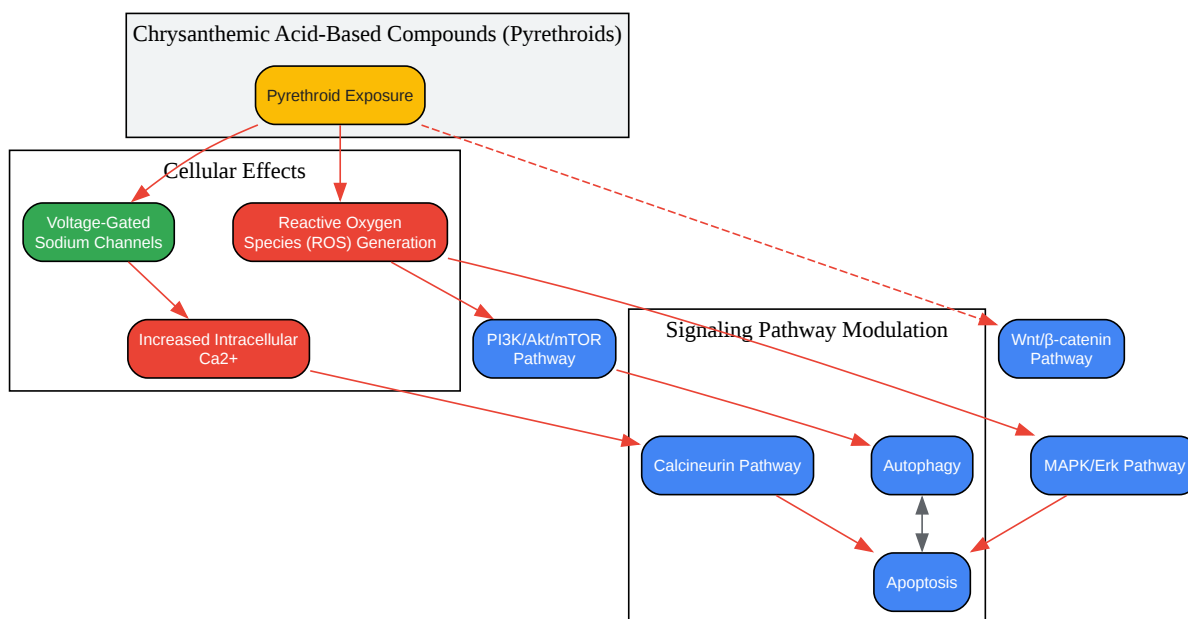 Chrysanthemic Acid-Based Compounds (Pyrethroids)
Pyrethroid Exposure
Cellular Effects
Voltage-Gated
Sodium Channels
Reactive Oxygen
Species (ROS) Generation
Increased Intracellular
Ca2+
PI3K/Akt/mTOR
Pathway
Signaling Pathway Modulation
Wnt/β-catenin
Pathway
Calcineurin Pathway
Autophagy
MAPK/Erk Pathway
Apoptosis